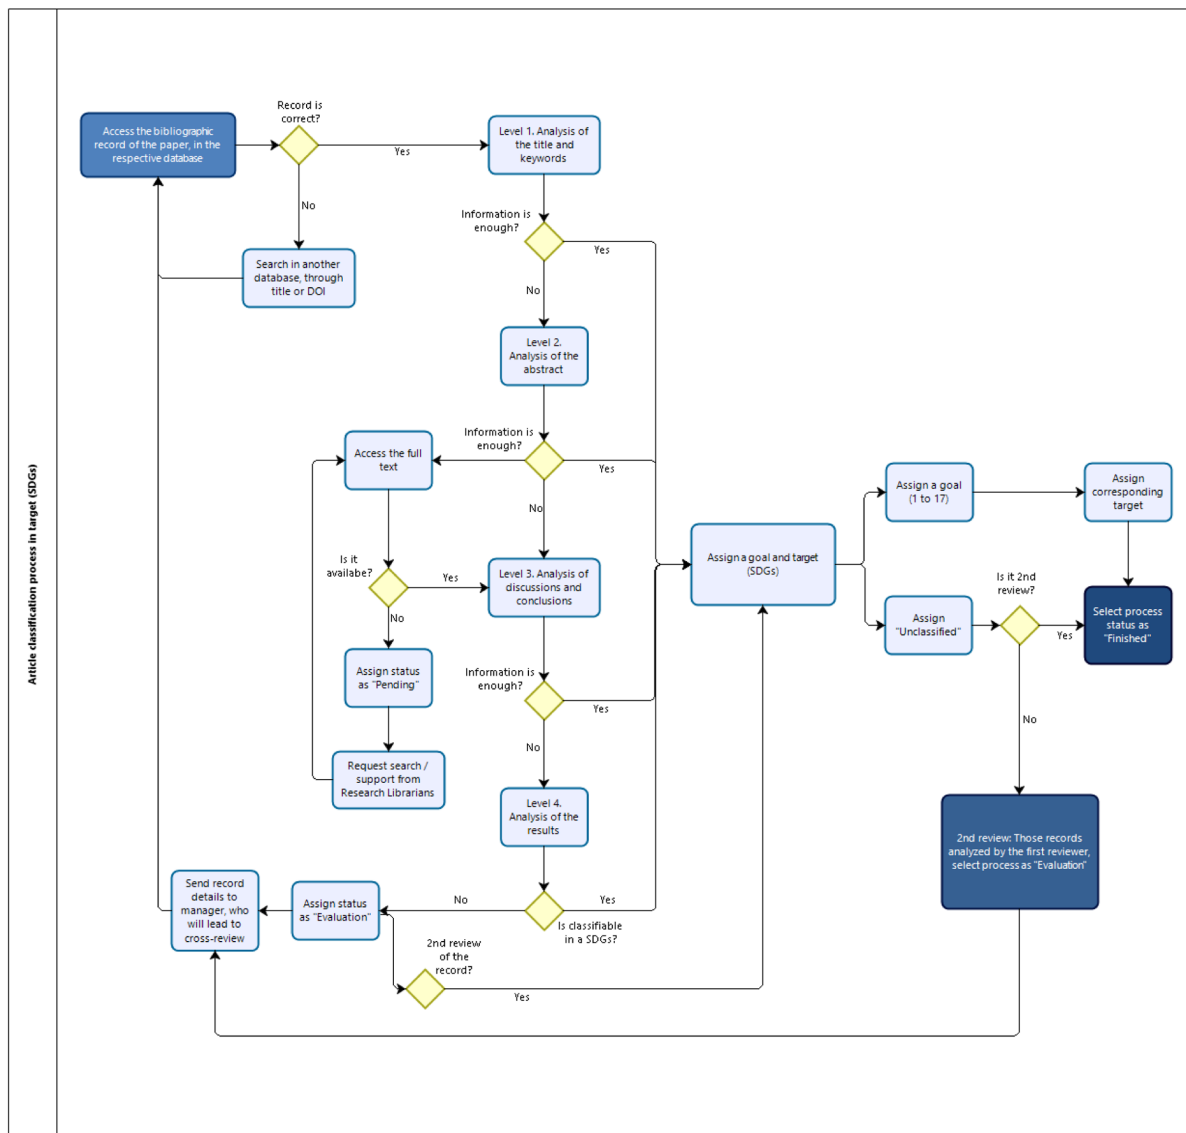 Article classification process in target (SDGs)
Access the bibliographic
record of the paper, in the
respective database
Record is
correct?
Yes
No
Search in another
database, through
title or DOI
Level 1. Analysis of
the title and
keywords
Information is
enough?
Yes
No
Level 2.
Analysis of the
abstract
Information is
enough?
Yes
No
Access the full
text
Is it
availabe?
Yes
No
Assign status
as "Pending"
Request search /
support from
Research Librarians
Level 3. Analysis of
discussions and
conclusions
Information is
enough?
Yes
No
Level 4.
Analysis of the
results
Is classifiable
in a SDGs?
Yes
No
Assign status
as "Evaluation"
Send record
details to
manager, who
will lead to
cross-review
2nd review
of the
record?
Yes
Assign a goal and target
(SDGs)
Assign a goal
(1 to 17)
Assign
corresponding
target
Assign
"Unclassified"
Is it 2nd
review?
Yes
No
Select process
status as
"Finished"
2nd review: Those records
analyzed by the first reviewer,
select process as "Evaluation"